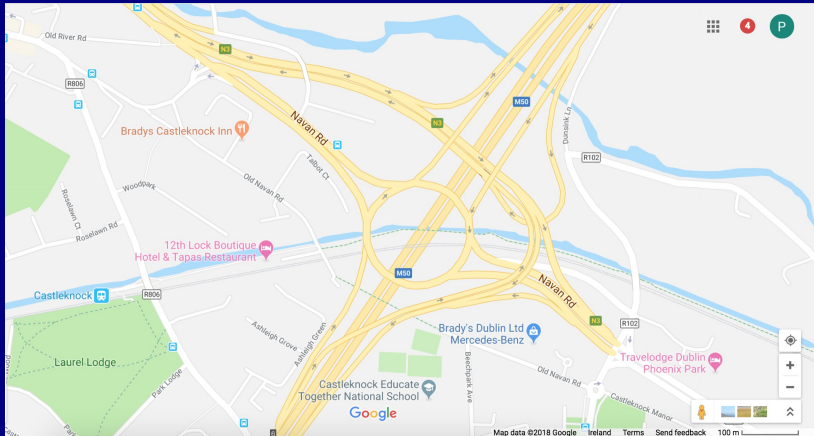 Old River Rd
N3
4
P
R806
M50
Bradys Castleknock Inn
Navan Rd
N3
Dunsink Ln
Talbot Ct
R102
Woodpark
Old Navan Rd
Roselawn Ct
Roselawn Rd
12th Lock Boutique
Hotel & Tapas Restaurant
M50
Castleknock
R806
Navan Rd
Ashleigh Grove
Ashleigh Green
N3
R102
Brady's Dublin Ltd
Mercedes-Benz
Laurel Lodge
Park Lodge
Beechpark Ave
Travelodge Dublin
Phoenix Park
Old Navan Rd
Castleknock Educate
Together National School
Castleknock Manor
Google
Map data ©2018 Google Ireland Terms Send feedback 100 m